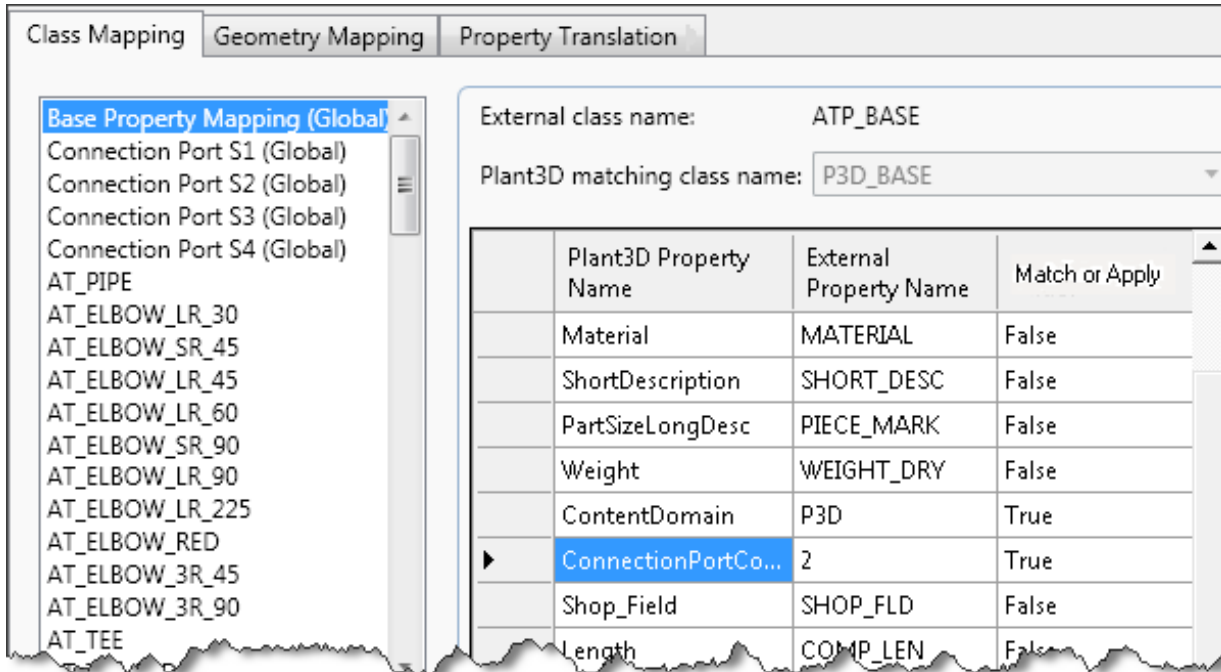 Class Mapping Geometry Mapping Property Translation
Base Property Mapping (Global)
Connection Port S1 (Global)
Connection Port S2 (Global)
Connection Port S3 (Global)
Connection Port S4 (Global)
AT_PIPE
AT_ELBOW_LR_30
AT_ELBOW_SR_45
AT_ELBOW_LR_45
AT_ELBOW_LR_60
AT_ELBOW_SR_90
AT_ELBOW_LR_90
AT_ELBOW_LR_225
AT_ELBOW_RED
AT_ELBOW_3R_45
AT_ELBOW_3R_90
AT_TEE
External class name: ATP_BASE
Plant3D matching class name: P3D_BASE
Plant3D Property Name External Property Name Match or Apply
Material MATERIAL False
ShortDescription SHORT_DESC False
PartSizeLongDesc PIECE_MARK False
Weight WEIGHT_DRY False
ContentDomain P3D True
ConnectionPortCo... 2 True
Shop_Field SHOP_FLD False
Length COMP_LEN False